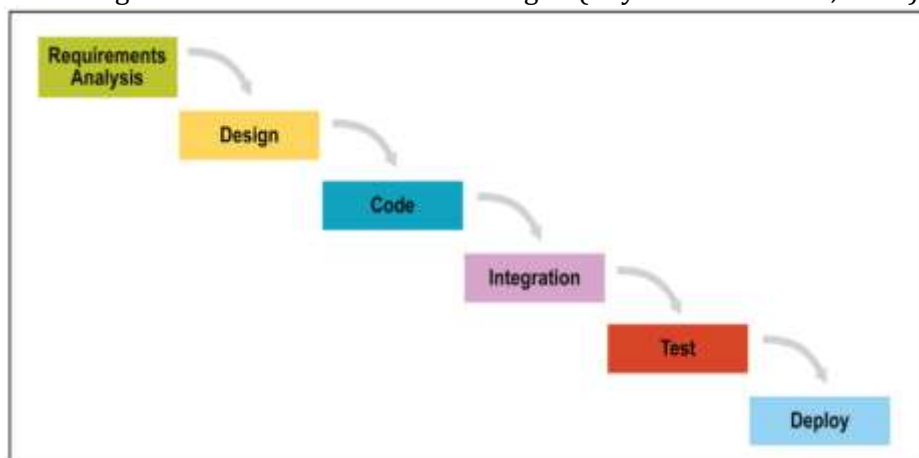 Requirements
Analysis
Design
Code
Integration
Test
Deploy